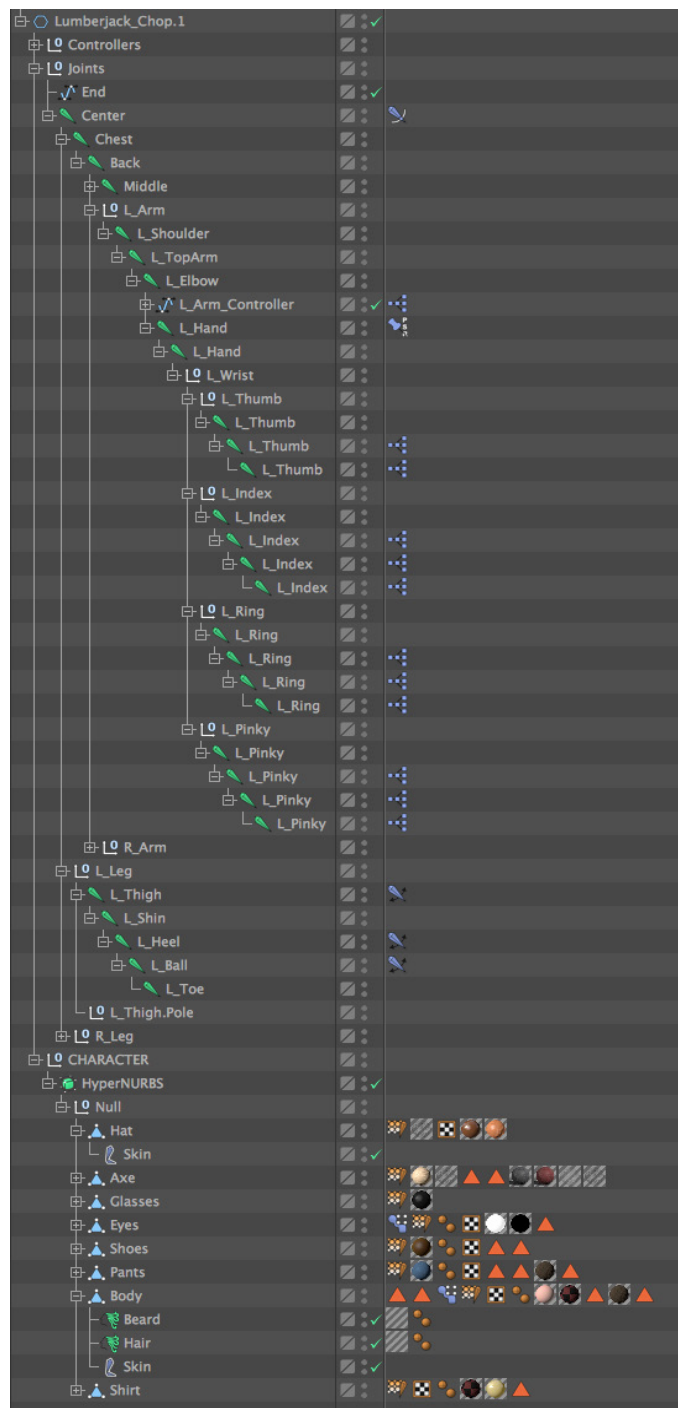 Lumberjack_Chop.1
Controllers
Joints
End
Center
Chest
Back
Middle
L_Arm
L_Shoulder
L_TopArm
L_Elbow
L_Arm_Controller
L_Hand
L_Hand
L_Wrist
L_Thumb
L_Thumb
L_Thumb
L_Thumb
L_Index
L_Index
L_Index
L_Index
L_Index
L_Ring
L_Ring
L_Ring
L_Ring
L_Ring
L_Pinky
L_Pinky
L_Pinky
L_Pinky
L_Pinky
R_Arm
L_Leg
L_Thigh
L_Shin
L_Heel
L_Ball
L_Toe
L_Thigh.Pole
R_Leg
CHARACTER
HyperNURBS
Null
Hat
Skin
Axe
Glasses
Eyes
Shoes
Pants
Body
Beard
Hair
Skin
Shirt